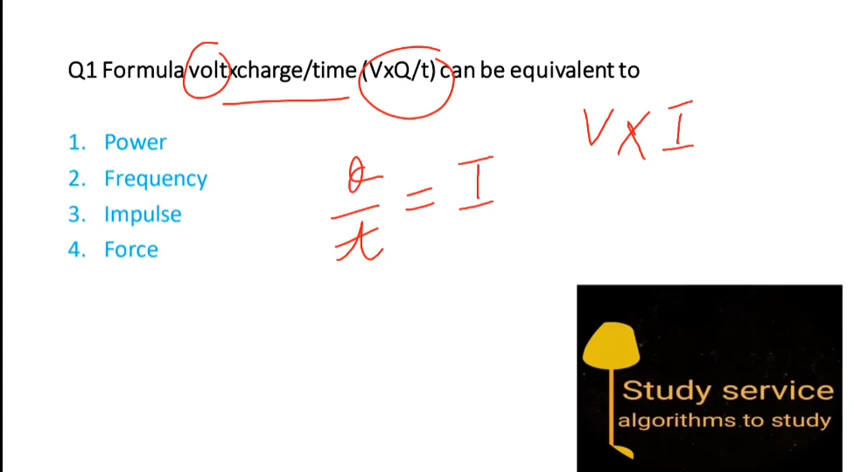 Q1 Formula voltxcharge/time (VxQ/t) can be equivalent to
V X I
1. Power
2. Frequency
3. Impulse
4. Force
Q/t = I
Study service
algorithms to study